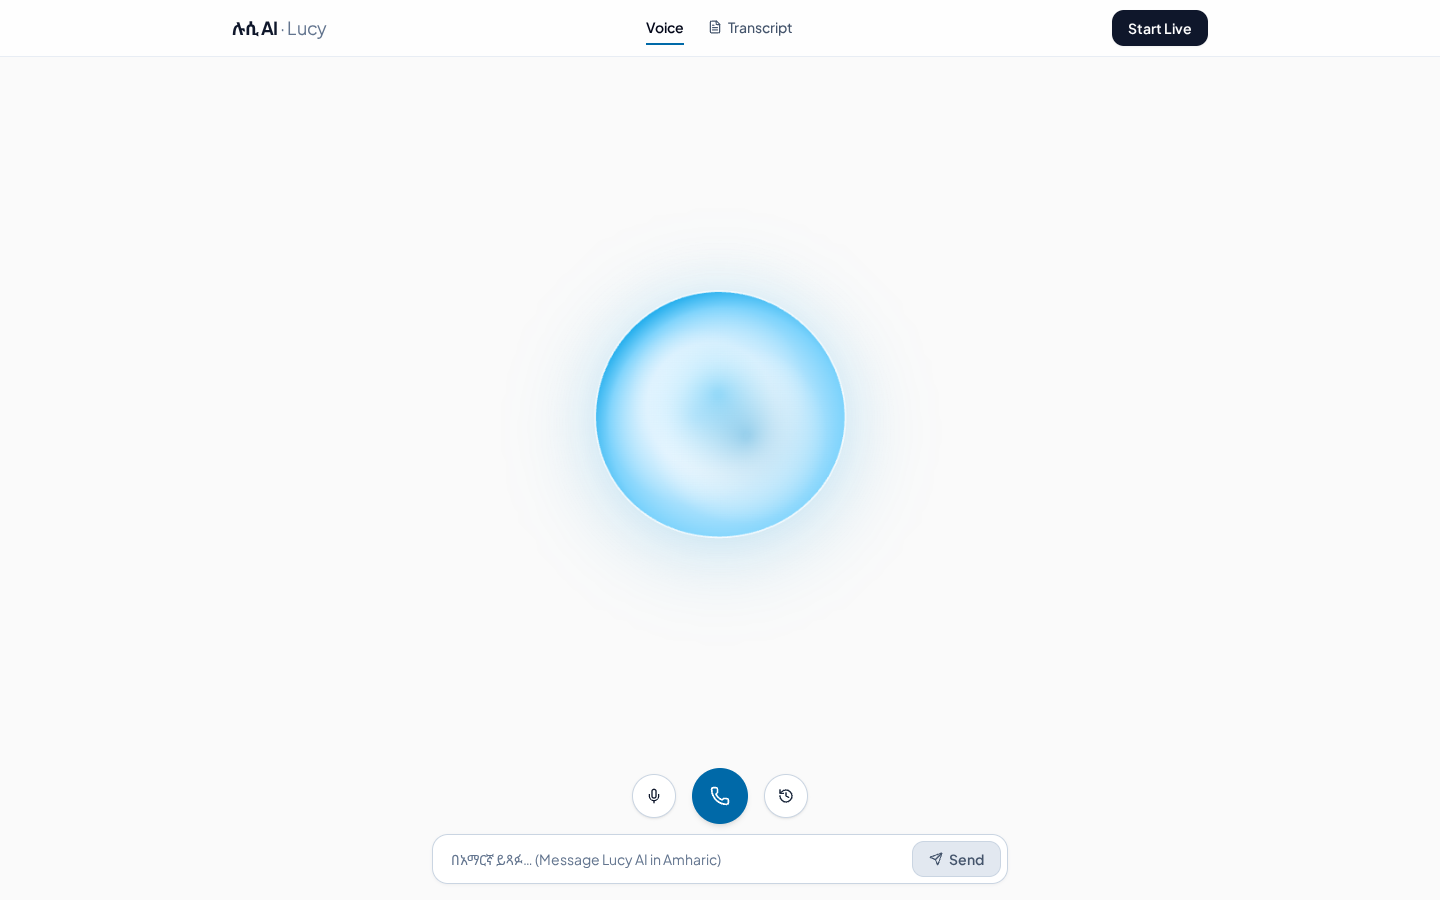 ሉሲ AI · Lucy
Voice
Transcript
Start Live
በአማርኛ ይጻፉ... (Message Lucy AI in Amharic)
Send